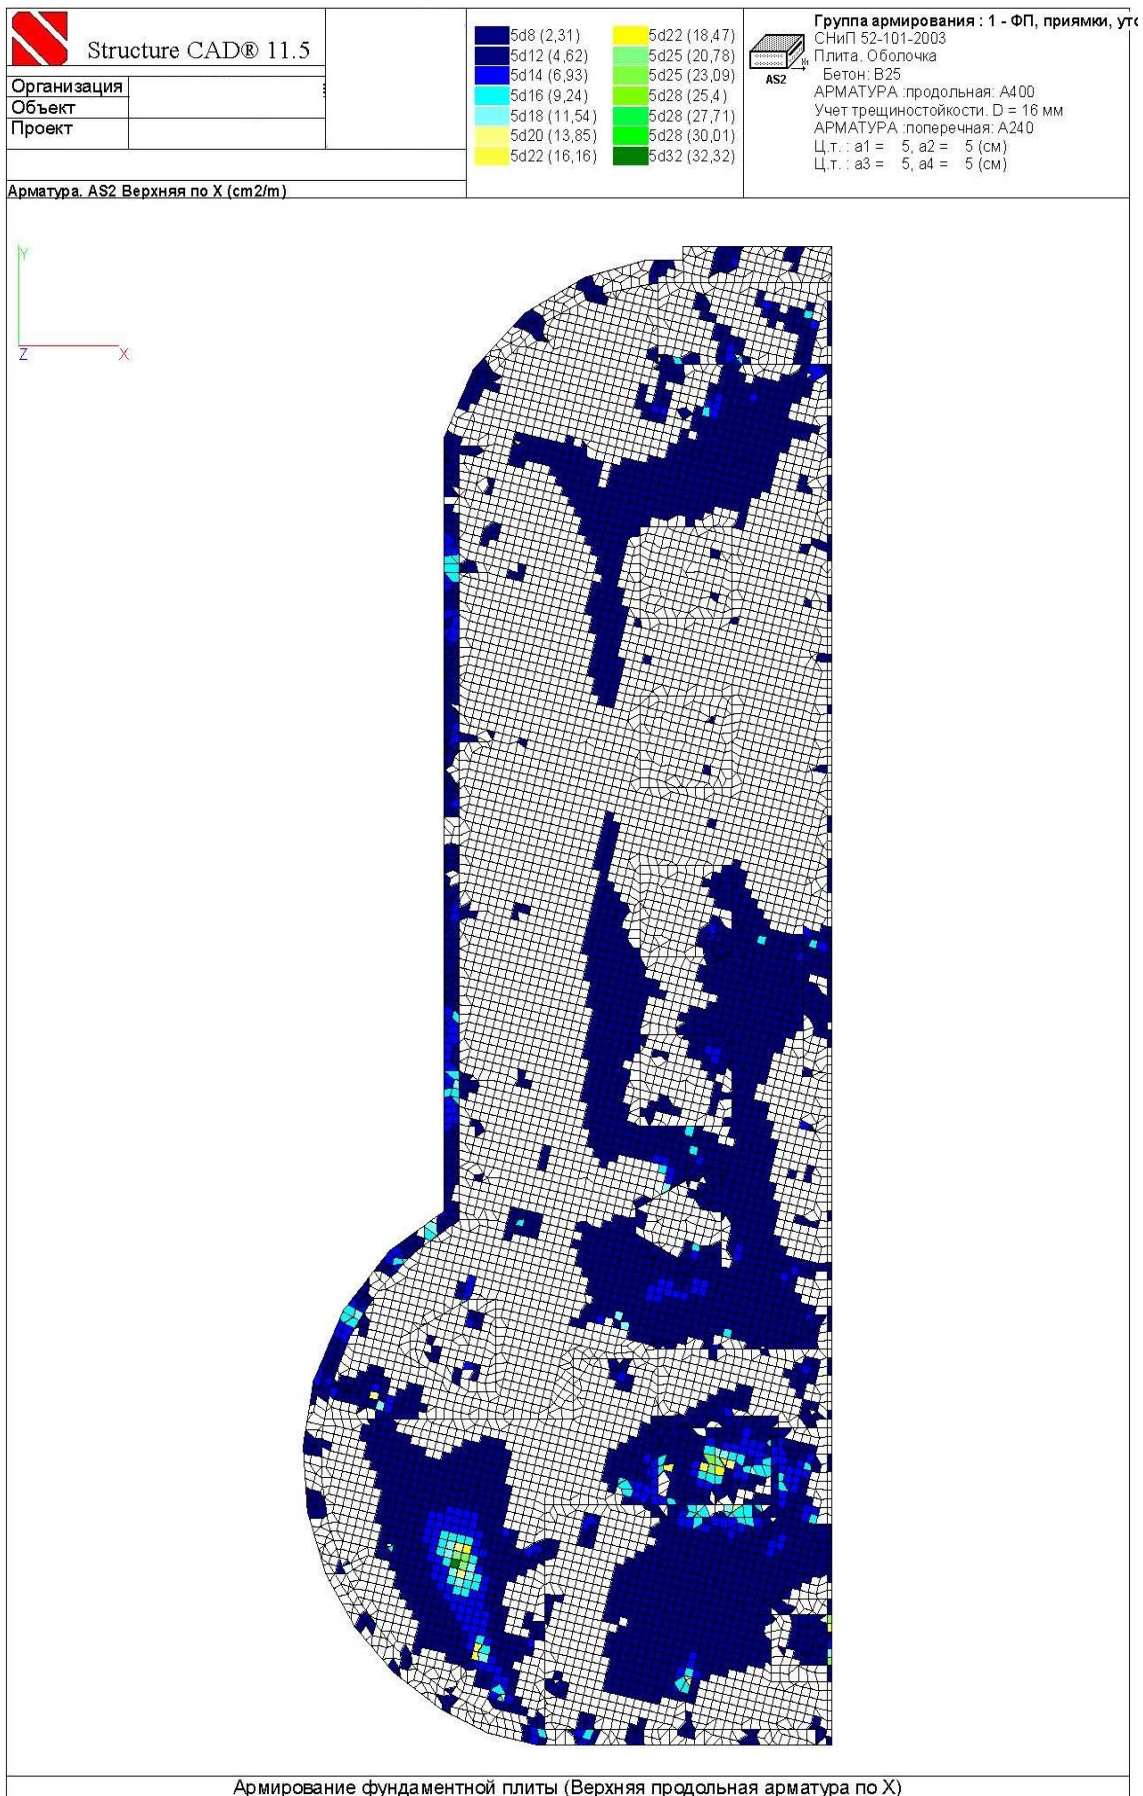 Structure CAD® 11.5
Организация
Объект
Проект
Арматура. AS2 Верхняя по X (cm2/m)
5d8 (2,31)
5d12 (4,62)
5d14 (6,93)
5d16 (9,24)
5d18 (11,54)
5d20 (13,85)
5d22 (16,16)
5d22 (18,47)
5d25 (20,78)
5d25 (23,09)
5d28 (25,4)
5d28 (27,71)
5d28 (30,01)
5d32 (32,32)
AS2
Группа армирования : 1 - ФП, приямки, уто
СНиП 52-101-2003
Плита. Оболочка
Бетон: B25
АРМАТУРА :продольная: A400
Учет трещиностойкости. D = 16 мм
АРМАТУРА :поперечная: A240
Ц.т. : a1 = 5, a2 = 5 (см)
Ц.т. : a3 = 5, a4 = 5 (см)
Y
Z X
Армирование фундаментной плиты (Верхняя продольная арматура по X)